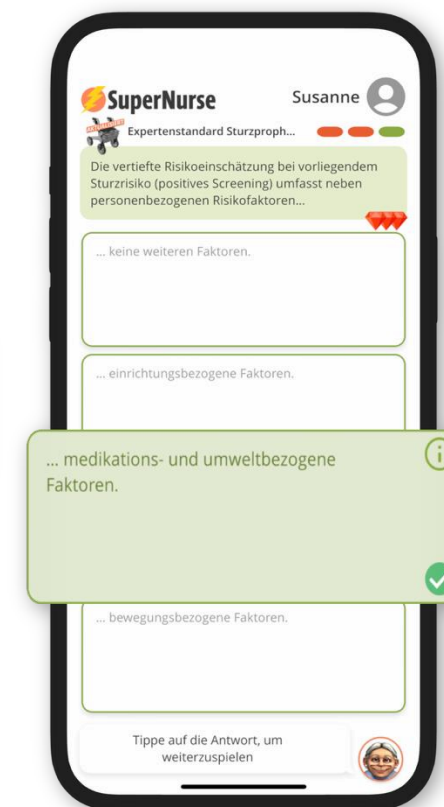 SuperNurse
Susanne
AKTUALISIERT
Expertenstandard Sturzproph...
Die vertiefte Risikoeinschätzung bei vorliegendem
Sturzrisiko (positives Screening) umfasst neben
personenbezogenen Risikofaktoren...
... keine weiteren Faktoren.
... einrichtungsbezogene Faktoren.
... medikations- und umweltbezogene
Faktoren.
... bewegungsbezogene Faktoren.
Tippe auf die Antwort, um
weiterzuspielen